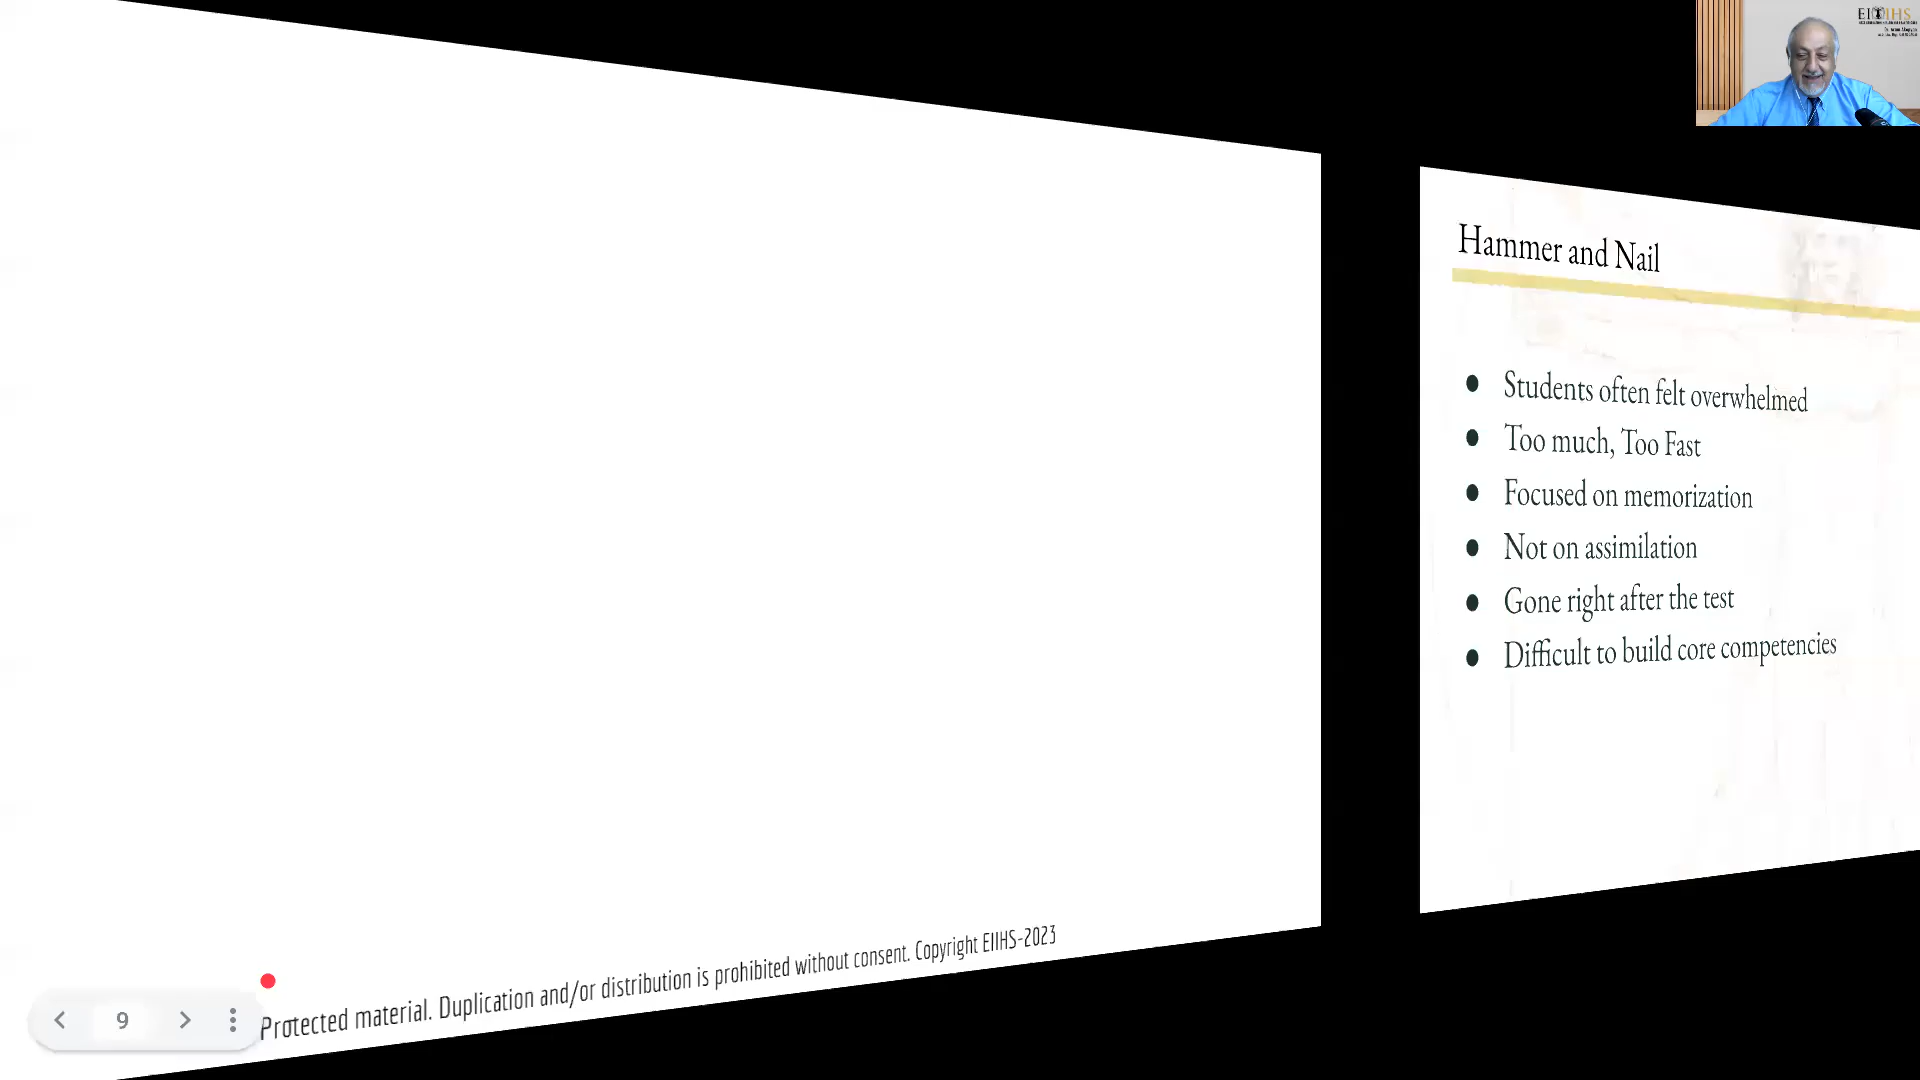 EIIIHS
Hammer and Nail
● Students often felt overwhelmed
● Too much, Too Fast
● Focused on memorization
● Not on assimilation
● Gone right after the test
● Difficult to build core competencies
Protected material. Duplication and/or distribution is prohibited without consent. Copyright EIIHS-2023
9